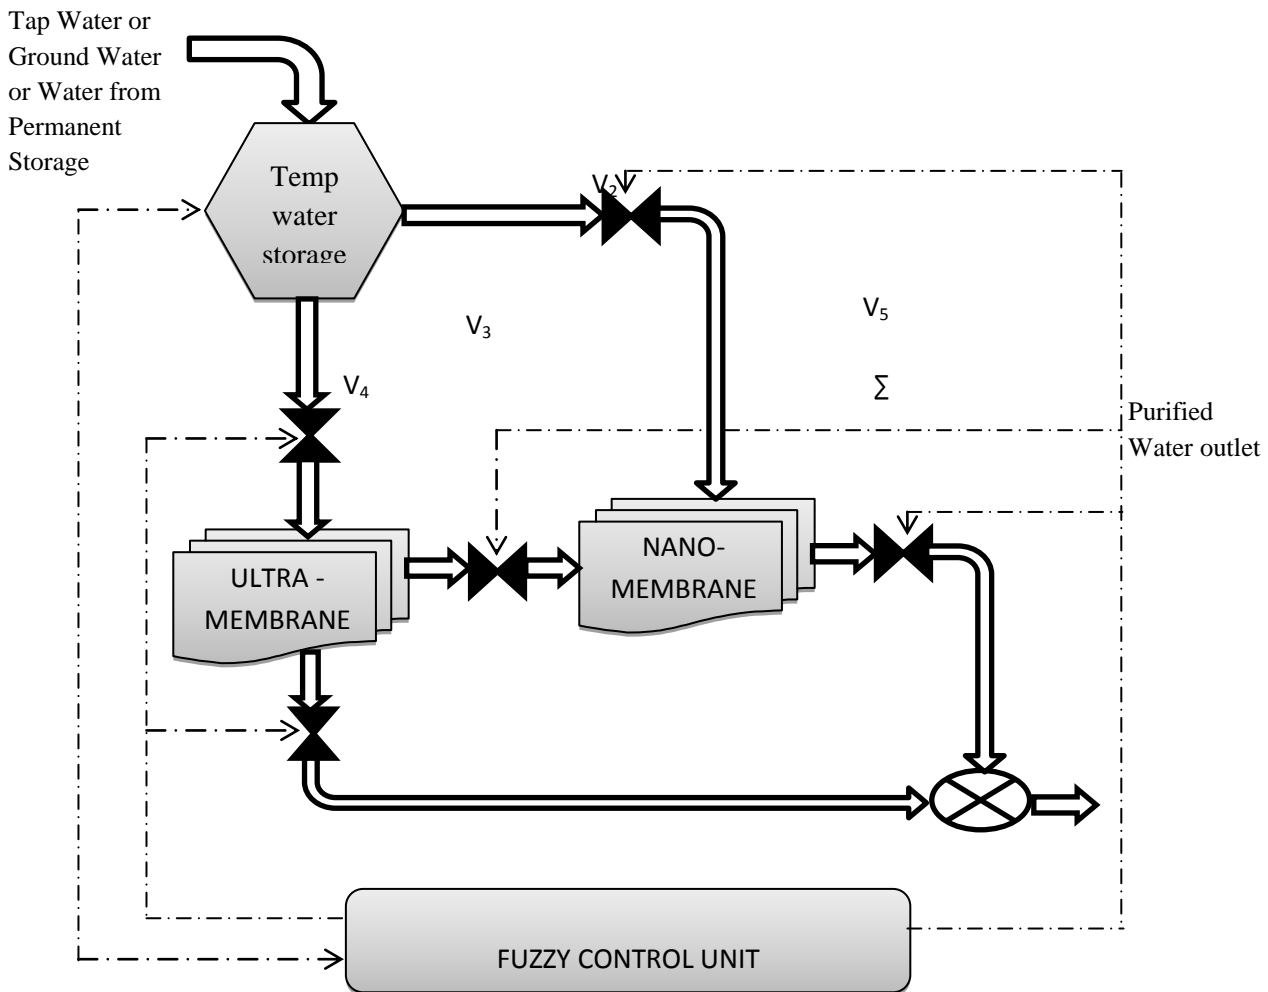 Tap Water or
Ground Water
or Water from
Permanent
Storage
Temp
water
storage
V₂
V₃
V₅
V₄
∑
Purified
Water outlet
NANO-
MEMBRANE
ULTRA -
MEMBRANE
FUZZY CONTROL UNIT